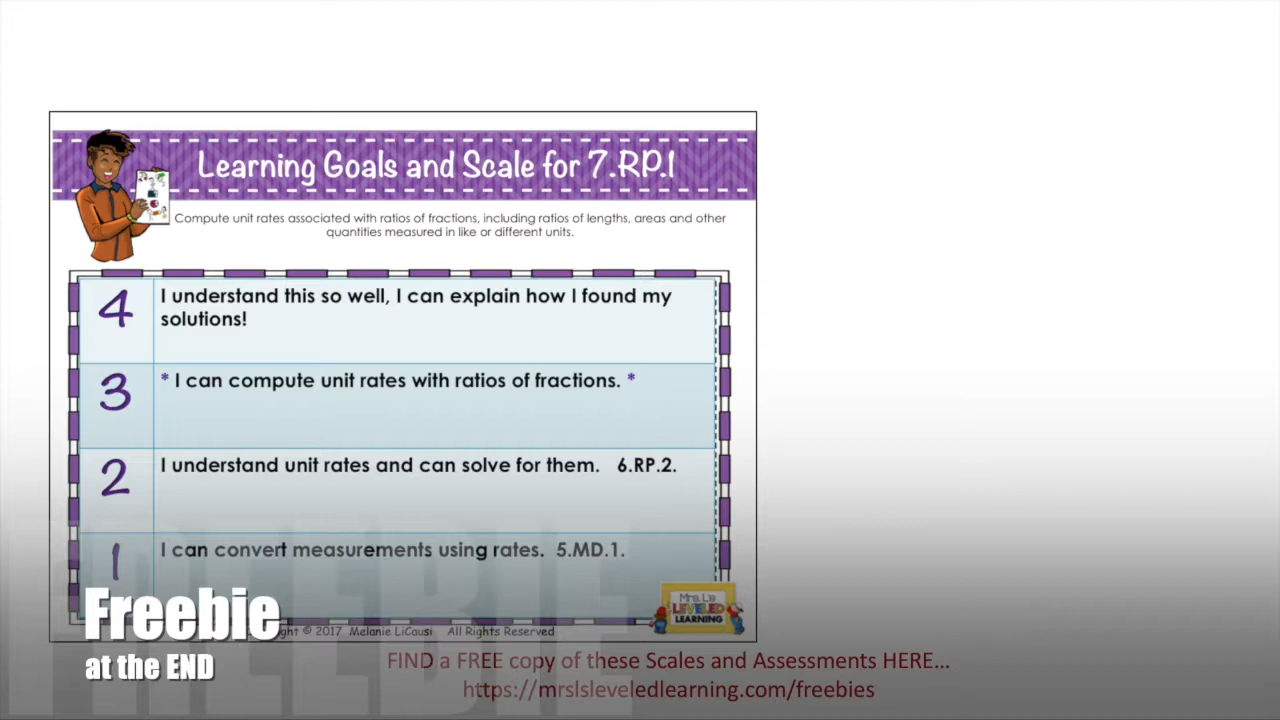 Learning Goals and Scale for 7.RP.1
Compute unit rates associated with ratios of fractions, including ratios of lengths, areas and other
quantities measured in like or different units.
4
I understand this so well, I can explain how I found my
solutions!
3
* I can compute unit rates with ratios of fractions. *
2
I understand unit rates and can solve for them. 6.RP.2.
1
I can convert measurements using rates. 5.MD.1.
Mrs. L's
LEVELED
LEARNING
© 2017 Melanie LiCausi All Rights Reserved
FREEBIE
Freebie
at the END
FIND a FREE copy of these Scales and Assessments HERE...
https://mrslsleveledlearning.com/freebies